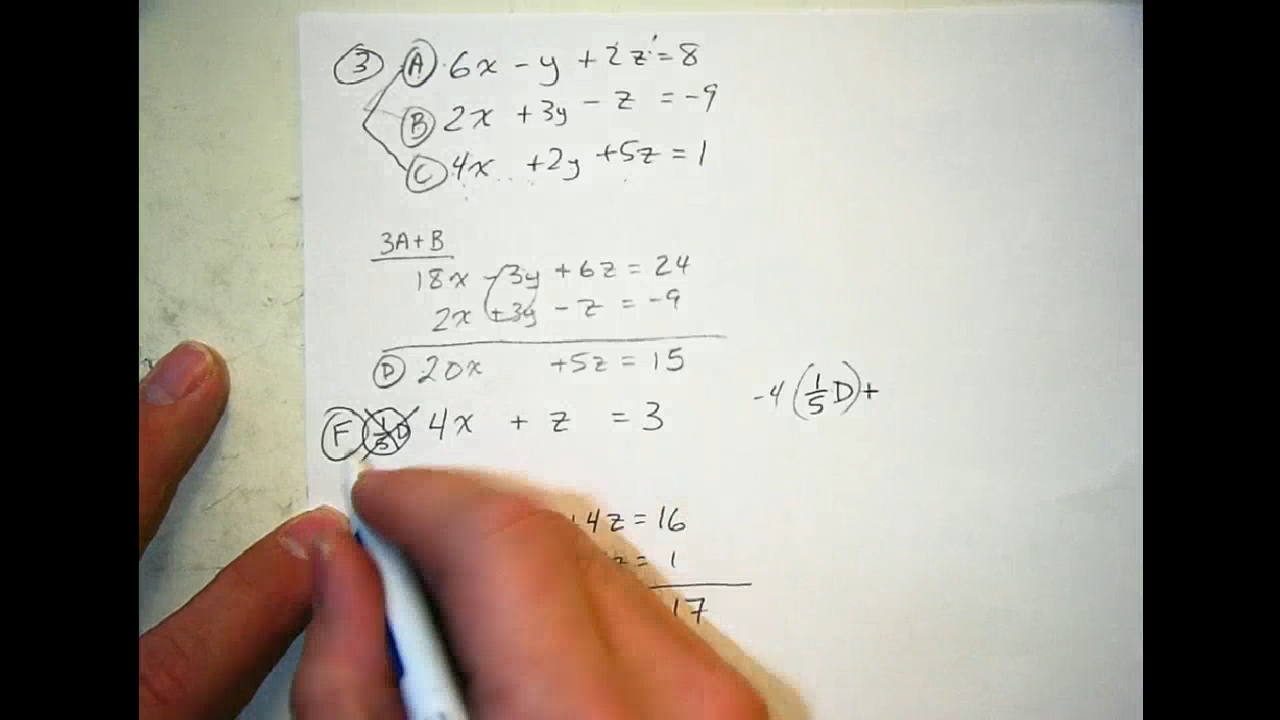 3 A 6x - y + 2z = 8
B 2x + 3y - z = -9
C 4x + 2y + 5z = 1
3A + B
18x - 3y + 6z = 24
2x + 3y - z = -9
D 20x + 5z = 15
-4(1/5 D) +
F 1/5 D 4x + z = 3
4z = 16
= 1
17